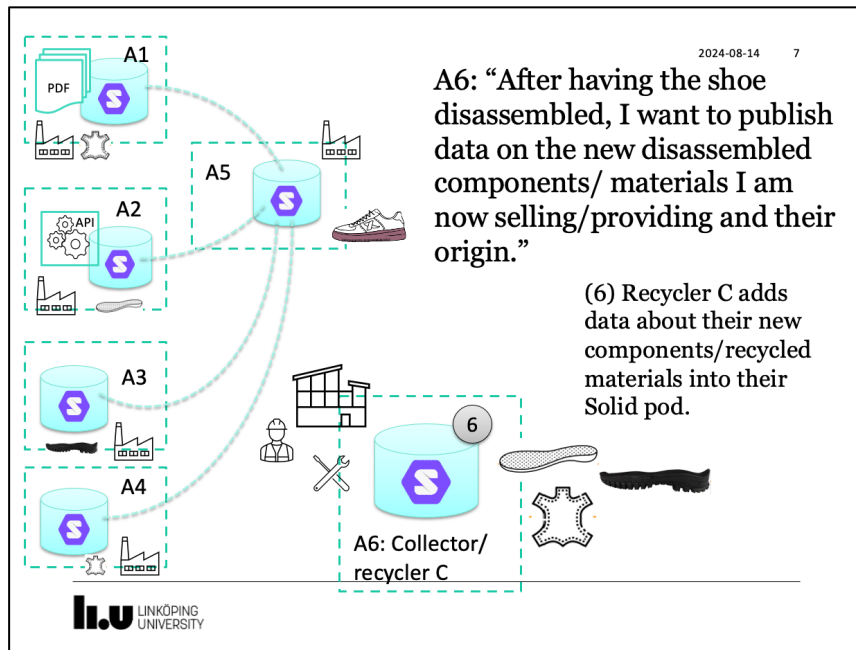 2024-08-14 7
A6: “After having the shoe
disassembled, I want to publish
data on the new disassembled
components/ materials I am
now selling/providing and their
origin.”
(6) Recycler C adds
data about their new
components/recycled
materials into their
Solid pod.
A1
PDF
A5
A2
API
A3
A4
6
A6: Collector/
recycler C
LINKÖPING
UNIVERSITY